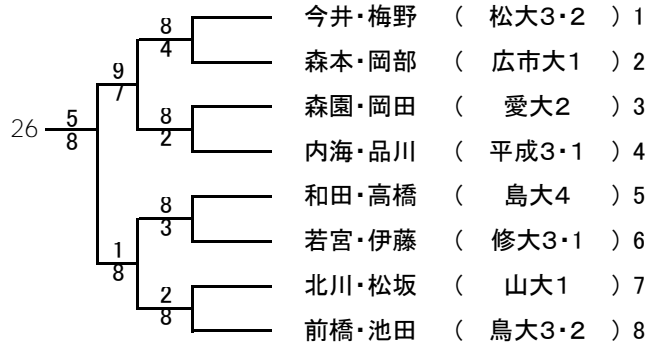 今井・梅野 ( 松大3・2 ) 1
8
4
森本・岡部 ( 広市大1 ) 2
9
7
森園・岡田 ( 愛大2 ) 3
8
2
26 5
8
内海・品川 ( 平成3・1 ) 4
和田・高橋 ( 島大4 ) 5
8
3
若宮・伊藤 ( 修大3・1 ) 6
1
8
北川・松坂 ( 山大1 ) 7
2
8
前橋・池田 ( 鳥大3・2 ) 8